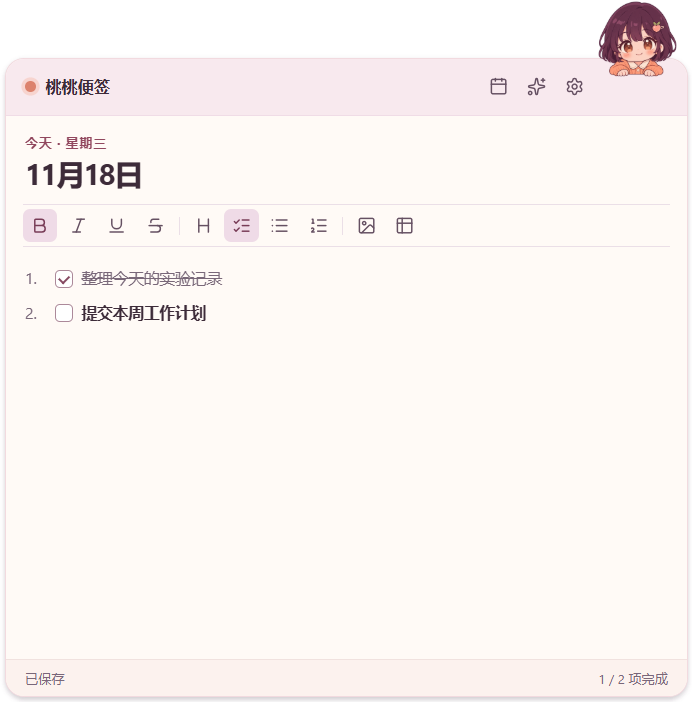 桃桃便签
今天 · 星期三
11月18日
B I U S H
1. 整理今天的实验记录
2. 提交本周工作计划
已保存
1 / 2 项完成